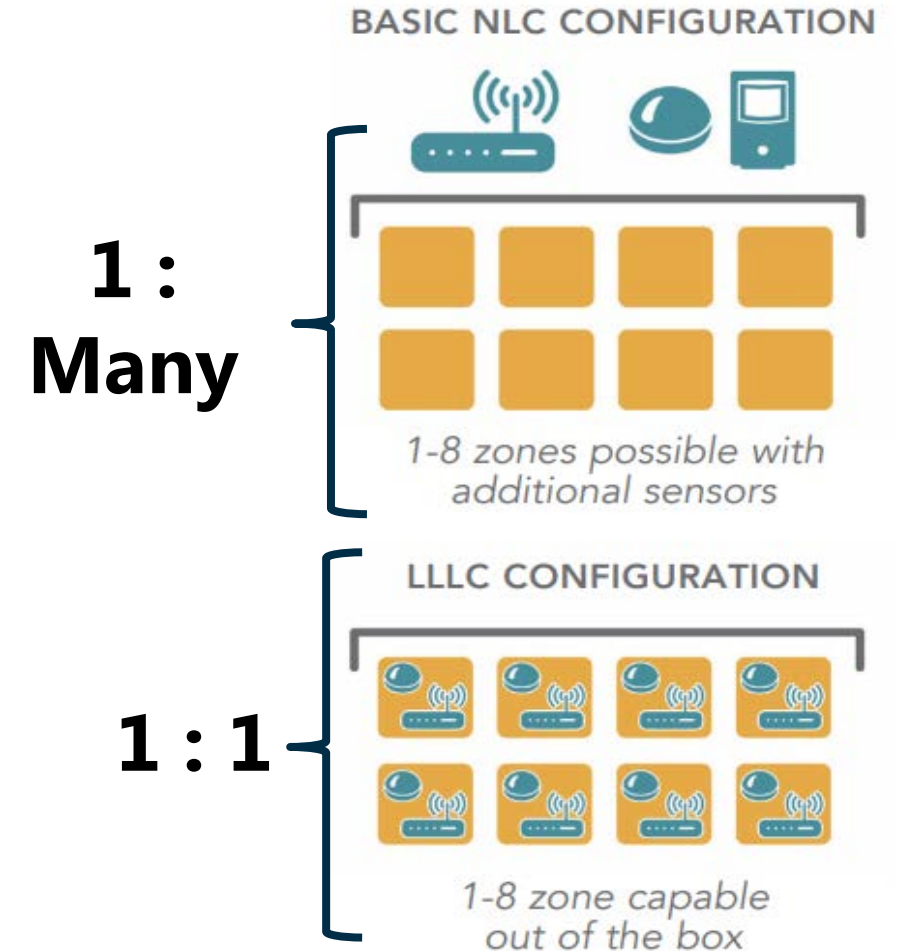 BASIC NLC CONFIGURATION
1 :
Many
1-8 zones possible with
additional sensors
LLLC CONFIGURATION
1 : 1
1-8 zone capable
out of the box